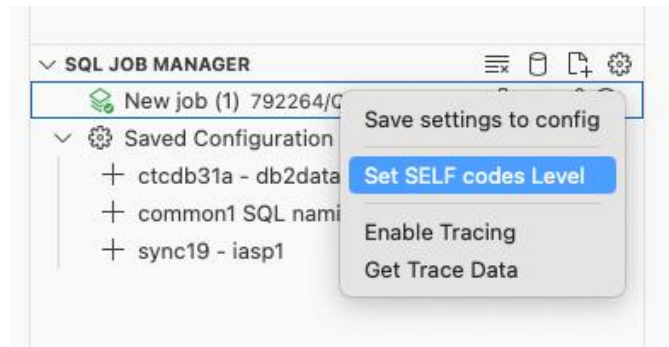 SQL JOB MANAGER
New job (1) 792264/
Saved Configuration
ctcdb31a - db2data
common1 SQL nami
sync19 - iasp1
Save settings to config
Set SELF codes Level
Enable Tracing
Get Trace Data